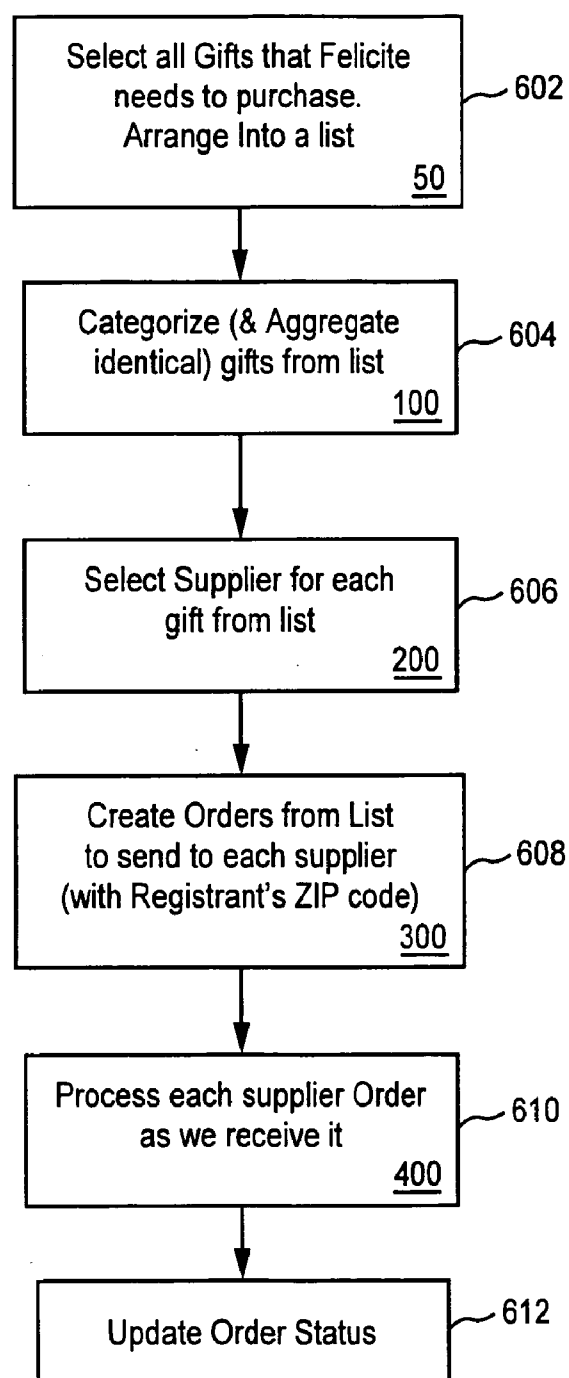 Select all Gifts that Felicite
needs to purchase.
Arrange Into a list
50
602
Categorize (& Aggregate
identical) gifts from list
100
604
Select Supplier for each
gift from list
200
606
Create Orders from List
to send to each supplier
(with Registrant's ZIP code)
300
608
Process each supplier Order
as we receive it
400
610
Update Order Status
612